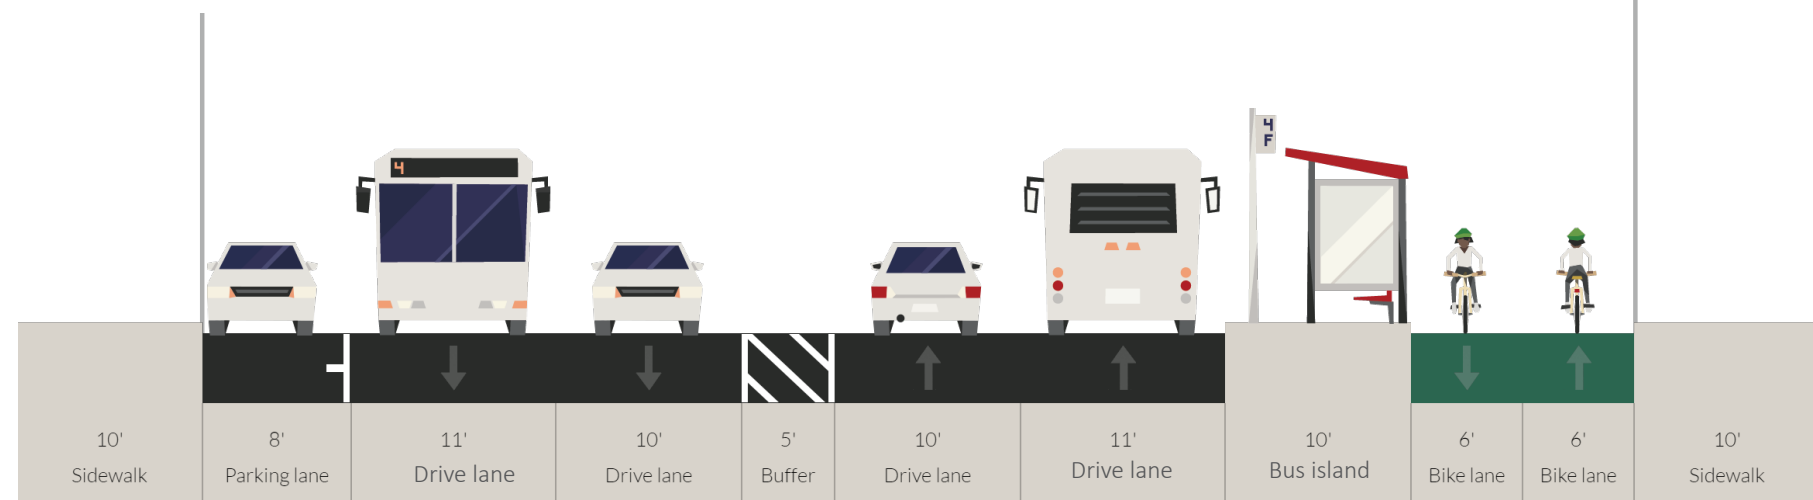 4
4
F
10'
Sidewalk
8'
Parking lane
11'
Drive lane
10'
Drive lane
5'
Buffer
10'
Drive lane
11'
Drive lane
10'
Bus island
6'
Bike lane
6'
Bike lane
10'
Sidewalk